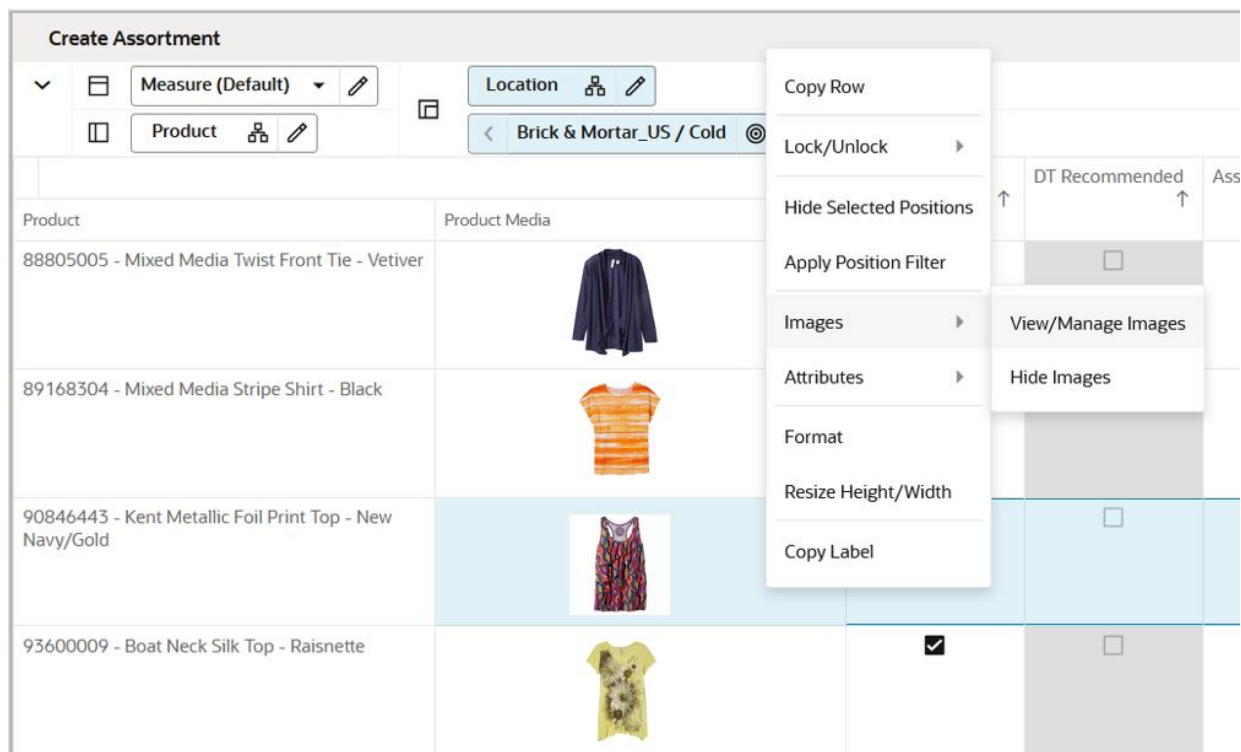 Create Assortment
Measure (Default)
Location
Product
Brick & Mortar_US / Cold
DT Recommended
Ass
Product
Product Media
88805005 - Mixed Media Twist Front Tie - Vetiver
89168304 - Mixed Media Stripe Shirt - Black
90846443 - Kent Metallic Foil Print Top - New
Navy/Gold
93600009 - Boat Neck Silk Top - Raisnette
Copy Row
Lock/Unlock
Hide Selected Positions
Apply Position Filter
Images
Attributes
Format
Resize Height/Width
Copy Label
View/Manage Images
Hide Images